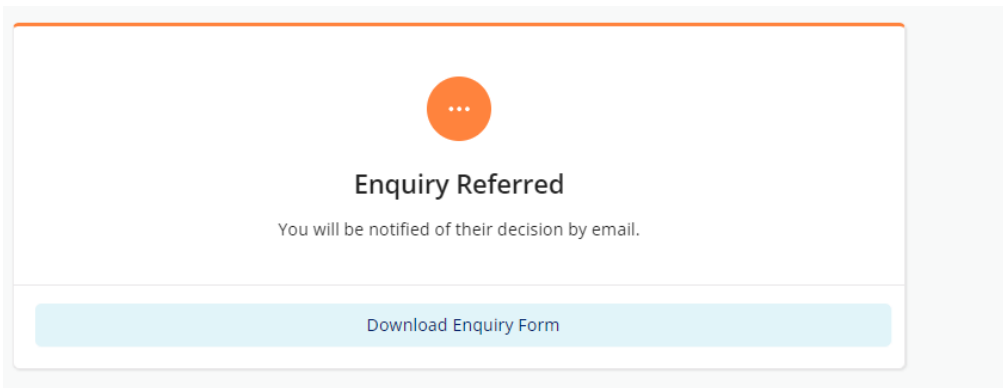 Enquiry Referred
You will be notified of their decision by email.
Download Enquiry Form